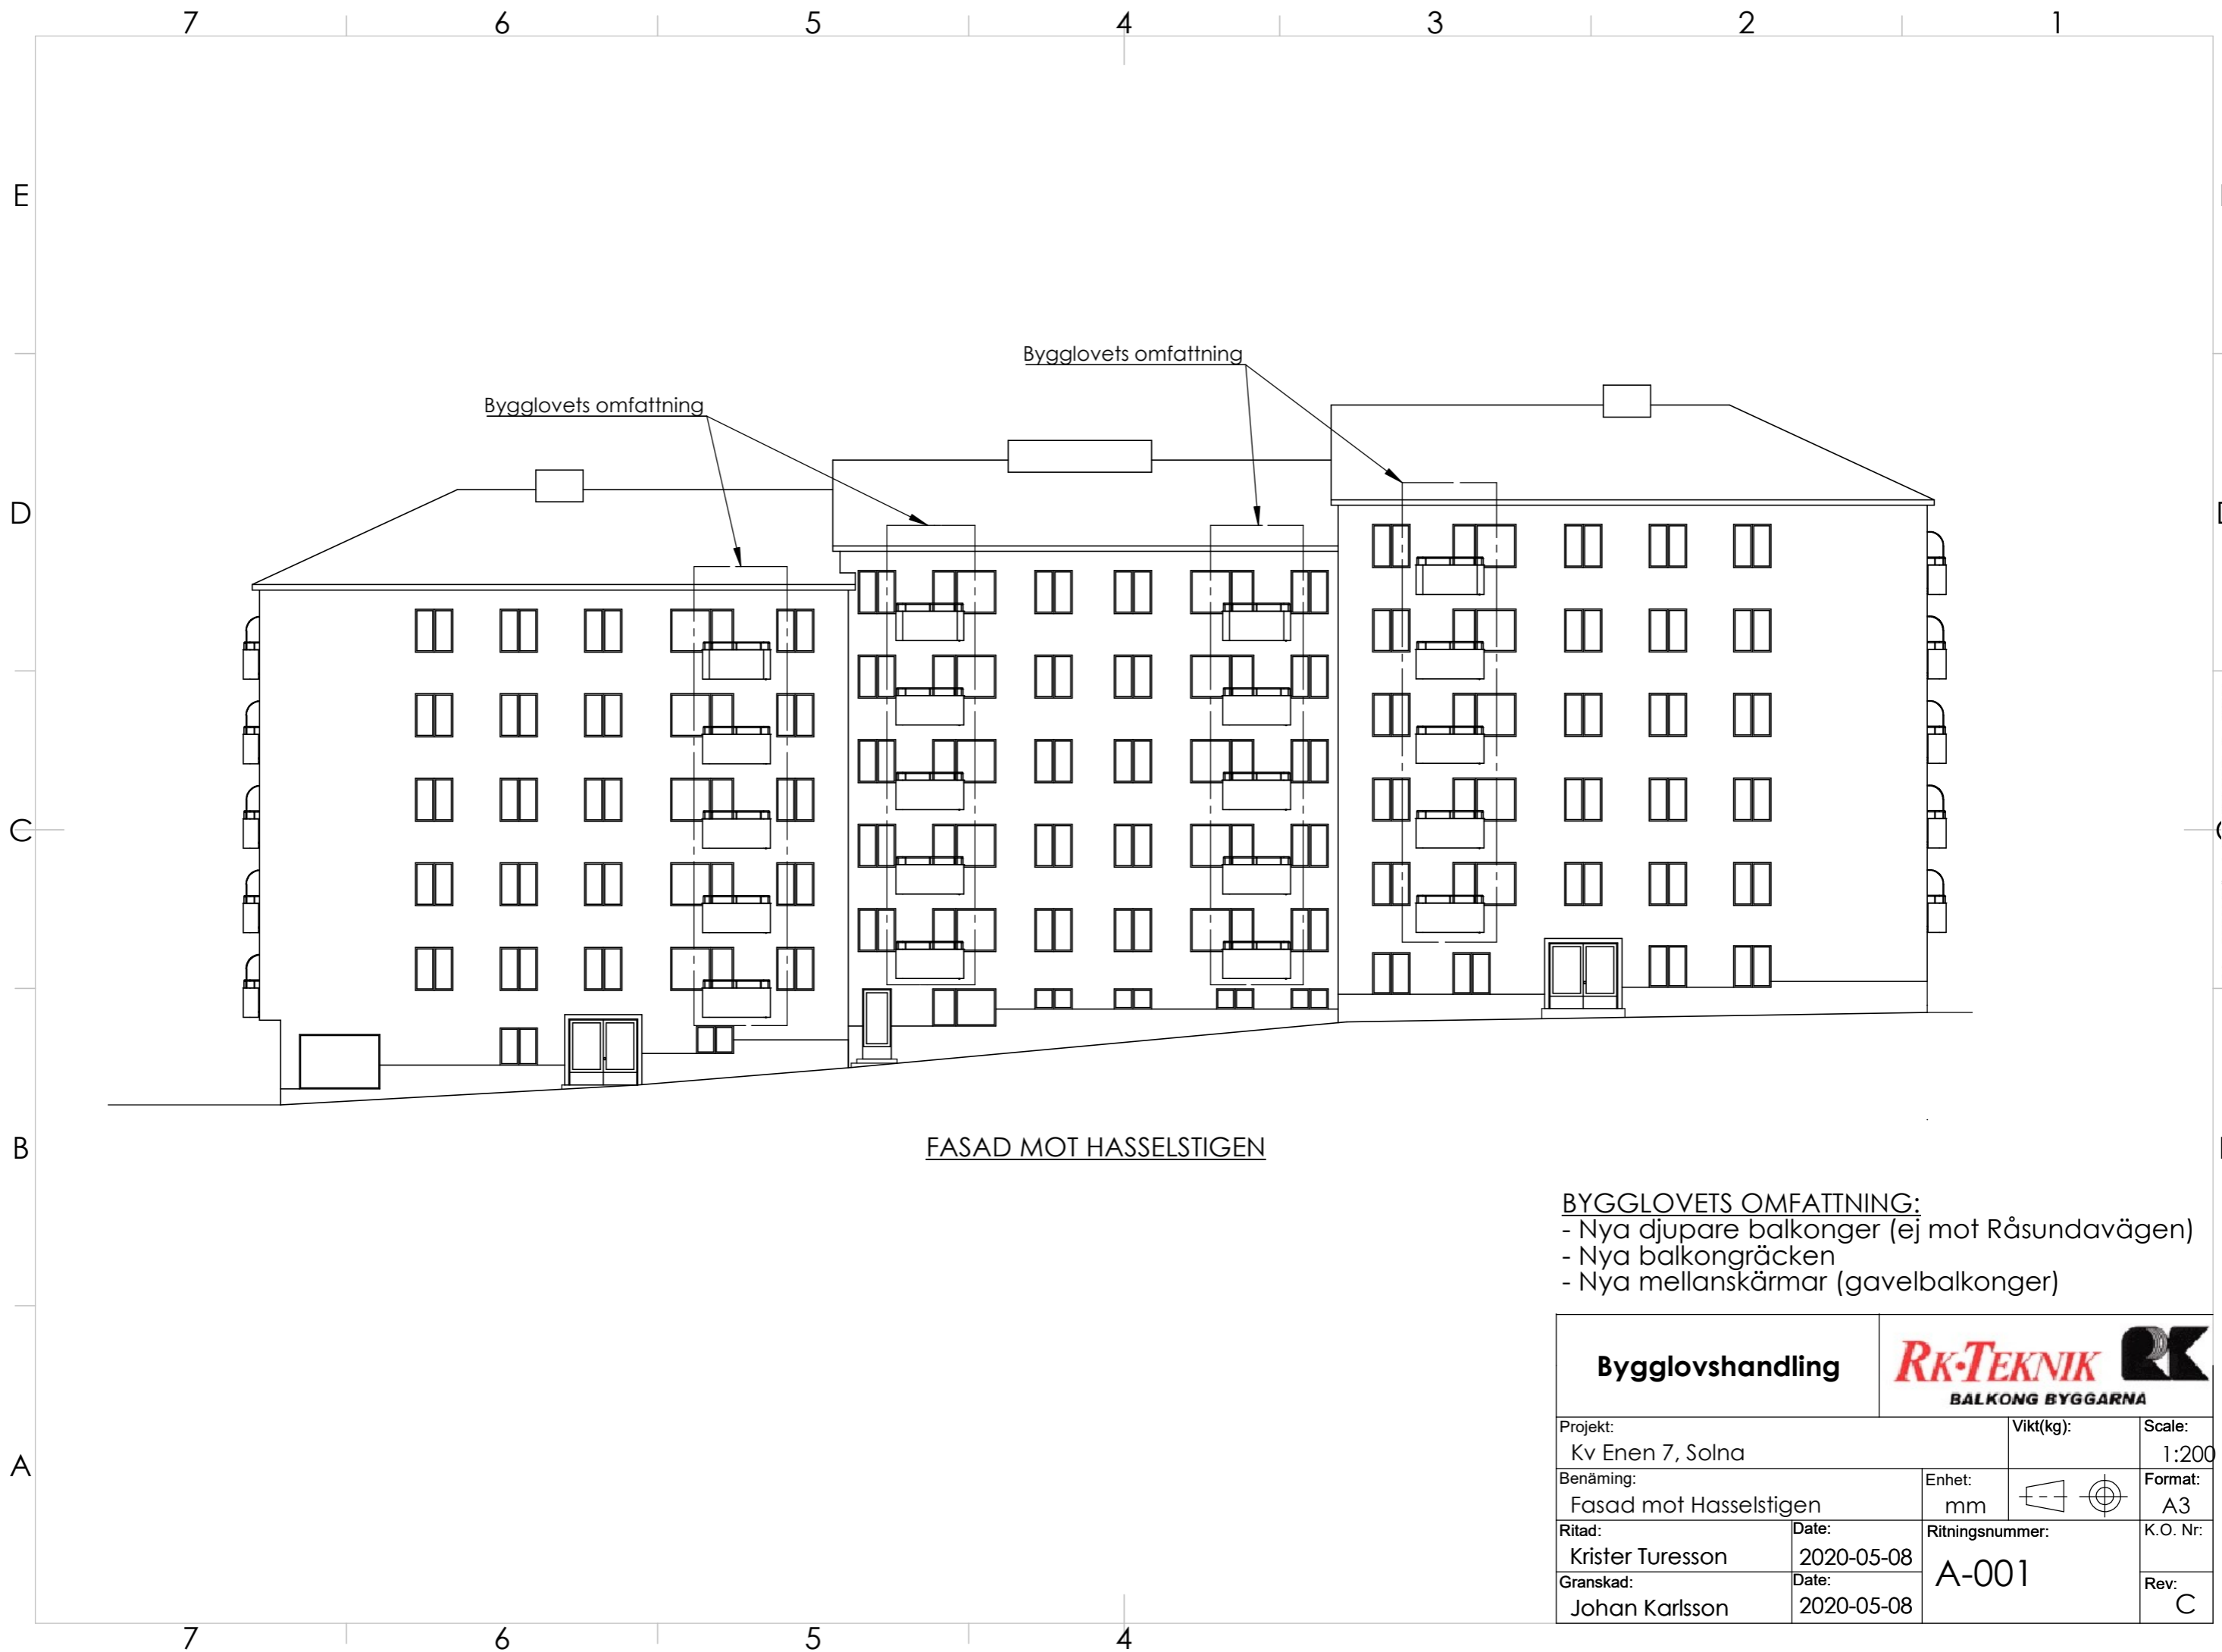 7 6 5 4 3 2 1
E
Bygglovets omfattning
Bygglovets omfattning
D
C
B
FASAD MOT HASSELSTIGEN
BYGGLOVETS OMFATTNING:
- Nya djupare balkonger (ej mot Råsundavägen)
- Nya balkongräcken
- Nya mellanskärmar (gavelbalkonger)
Bygglovshandling
RK·TEKNIK RK
BALKONG BYGGARNA
Projekt:
Kv Enen 7, Solna
Vikt(kg):
Scale:
1:200
A
Benäming:
Fasad mot Hasselstigen
Enhet:
mm
Format:
A3
Ritad:
Krister Turesson
Date:
2020-05-08
Ritningsnummer:
A-001
K.O. Nr:
Granskad:
Johan Karlsson
Date:
2020-05-08
Rev:
C
7 6 5 4